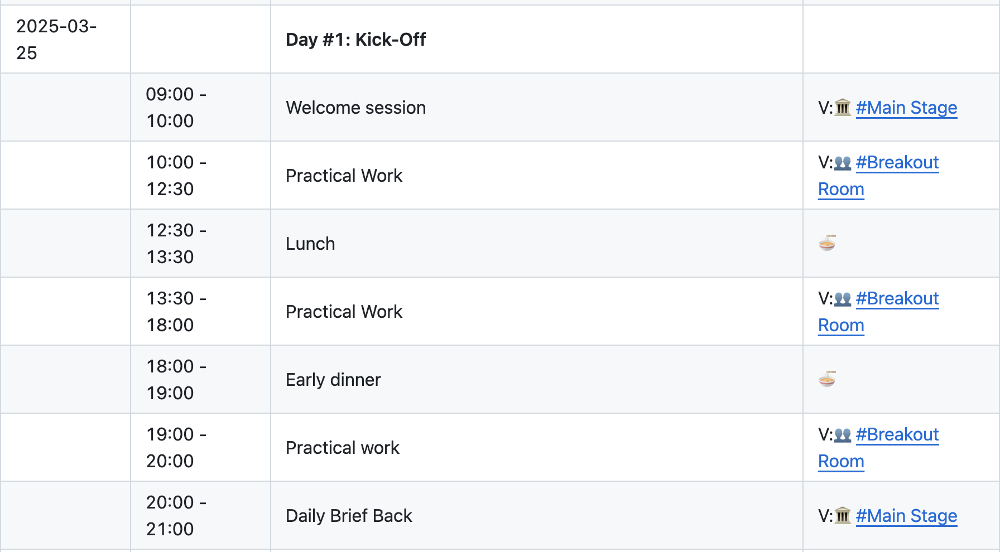 2025-03-
25
Day #1: Kick-Off
09:00 -
10:00
Welcome session
V:🏛️ #Main Stage
10:00 -
12:30
Practical Work
V:👥 #Breakout
Room
12:30 -
13:30
Lunch
🍜
13:30 -
18:00
Practical Work
V:👥 #Breakout
Room
18:00 -
19:00
Early dinner
🍜
19:00 -
20:00
Practical work
V:👥 #Breakout
Room
20:00 -
21:00
Daily Brief Back
V:🏛️ #Main Stage